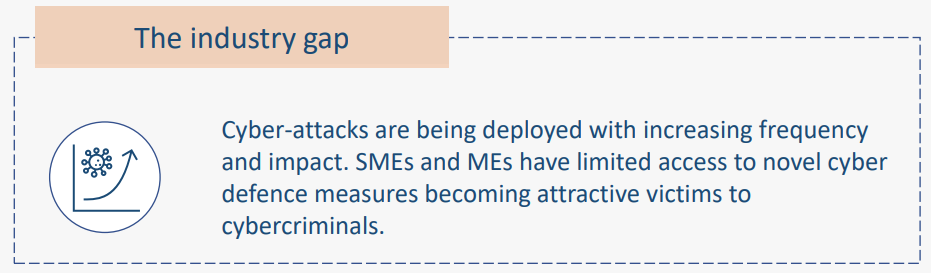 The industry gap
Cyber-attacks are being deployed with increasing frequency
and impact. SMEs and MEs have limited access to novel cyber
defence measures becoming attractive victims to
cybercriminals.